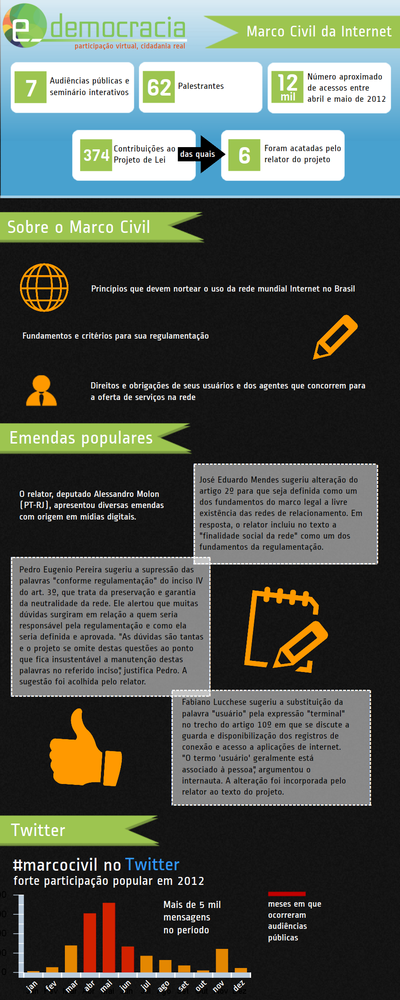 e democracia
participação virtual, cidadania real
Marco Civil da Internet
7
Audiências públicas e
seminário interativos
62
Palestrantes
12
mil
Número aproximado
de acessos entre
abril e maio de 2012
374
Contribuições ao
Projeto de Lei
das quais
6
Foram acatadas pelo
relator do projeto
Sobre o Marco Civil
Princípios que devem nortear o uso da rede mundial Internet no Brasil
Fundamentos e critérios para sua regulamentação
Direitos e obrigações de seus usuários e dos agentes que concorrem para
a oferta de serviços na rede
Emendas populares
O relator, deputado Alessandro Molon
(PT-RJ), apresentou diversas emendas
com origem em mídias digitais.
José Eduardo Mendes sugeriu alteração do
artigo 2º para que seja definida como um
dos fundamentos do marco legal a livre
existência das redes de relacionamento. Em
resposta, o relator incluiu no texto a
"finalidade social da rede" como um dos
fundamentos da regulamentação.
Pedro Eugenio Pereira sugeriu a supressão das
palavras "conforme regulamentação" do inciso IV
do art. 3º, que trata da preservação e garantia
da neutralidade da rede. Ele alertou que muitas
dúvidas surgiram em relação a quem seria
responsável pela regulamentação e como ela
seria definida e aprovada. "As dúvidas são tantas
e o projeto se omite destas questões ao ponto
que fica insustentável a manutenção destas
palavras no referido inciso", justifica Pedro. A
sugestão foi acolhida pelo relator.
Fabiano Lucchese sugeriu a substituição da
palavra "usuário" pela expressão "terminal"
no trecho do artigo 10º em que se discute a
guarda e disponibilização dos registros de
conexão e acesso a aplicações de internet.
"O termo 'usuário' geralmente está
associado à pessoa", argumentou o
internauta. A alteração foi incorporada pelo
relator ao texto do projeto.
Twitter
#marcocivil no Twitter
forte participação popular em 2012
Mais de 5 mil
mensagens
no período
meses em que
ocorreram
audiências
públicas
0
jan fev mar abr mai jun jul ago set out nov dez